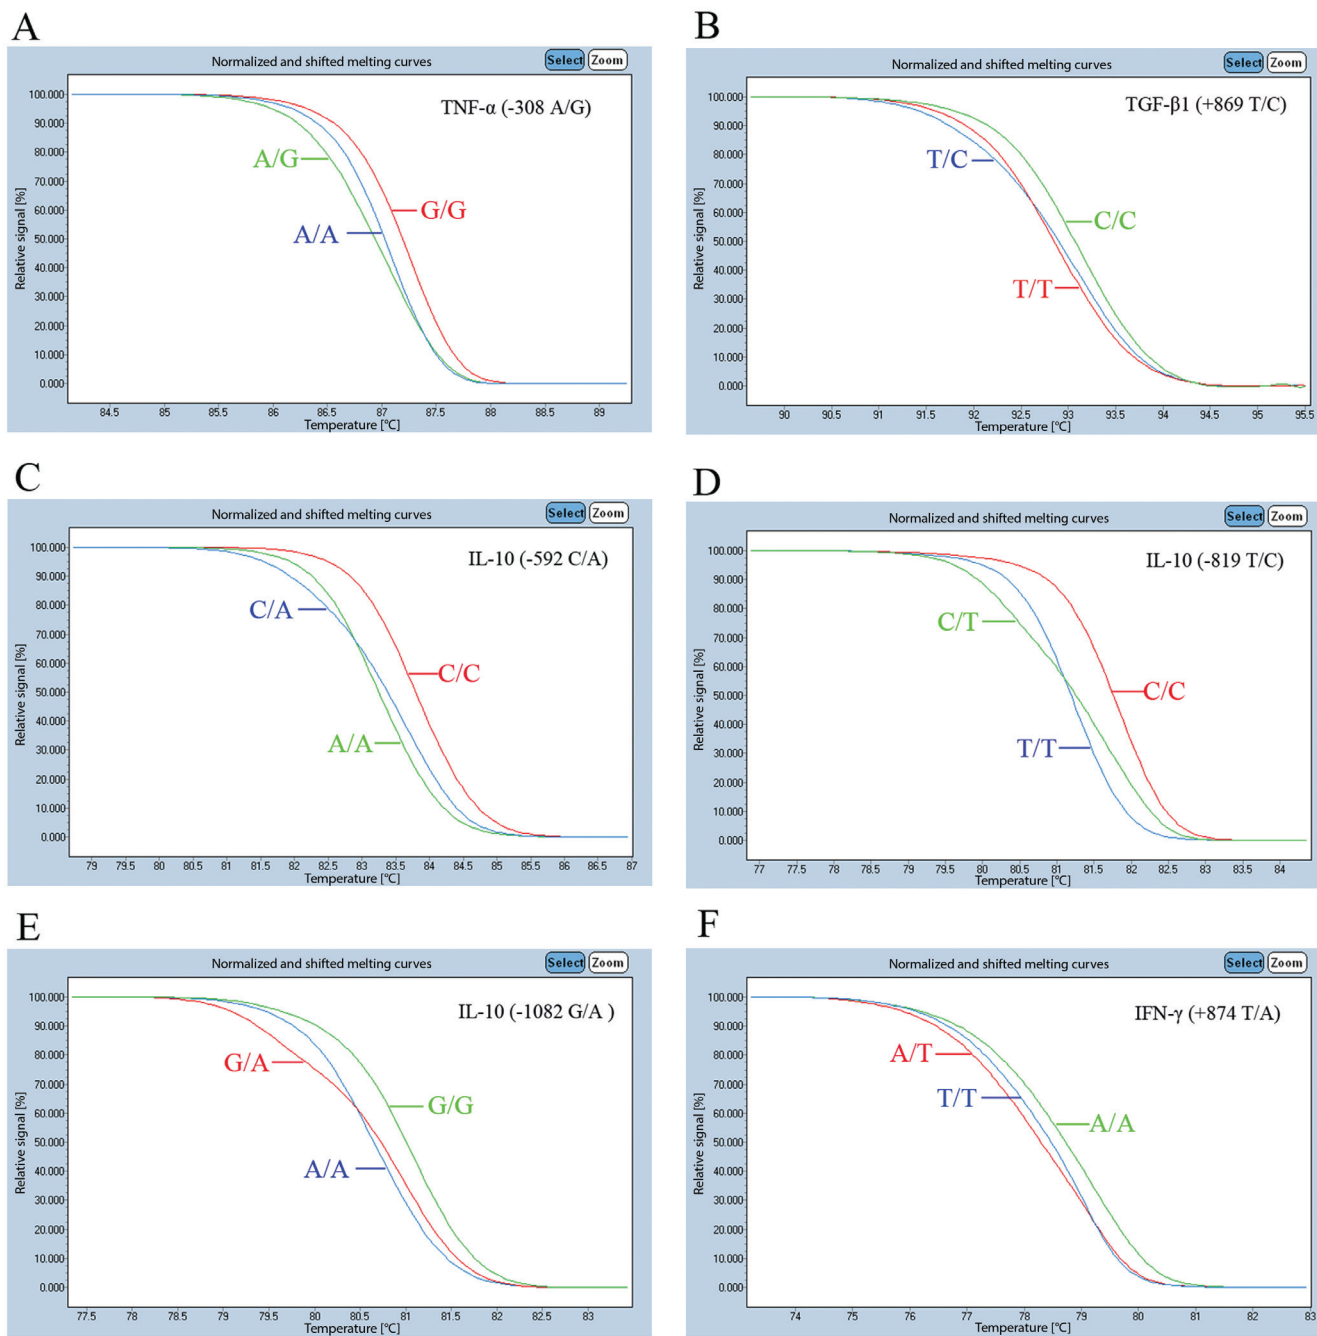 A
Normalized and shifted melting curves
Select Zoom
TNF-α (-308 A/G)
Relative signal [%]
100.000
90.000
80.000
70.000
60.000
50.000
40.000
30.000
20.000
10.000
0.000
A/G
G/G
A/A
84.5 85 85.5 86 86.5 87 87.5 88 88.5 89
Temperature [°C]
B
Normalized and shifted melting curves
Select Zoom
TGF-β1 (+869 T/C)
Relative signal [%]
100.000
90.000
80.000
70.000
60.000
50.000
40.000
30.000
20.000
10.000
0.000
T/C
C/C
T/T
90 90.5 91 91.5 92 92.5 93 93.5 94 94.5 95 95.5
Temperature [°C]
C
Normalized and shifted melting curves
Select Zoom
IL-10 (-592 C/A)
Relative signal [%]
100.000
90.000
80.000
70.000
60.000
50.000
40.000
30.000
20.000
10.000
0.000
C/A
C/C
A/A
79 79.5 80 80.5 81 81.5 82 82.5 83 83.5 84 84.5 85 85.5 86 86.5 87
Temperature [°C]
D
Normalized and shifted melting curves
Select Zoom
IL-10 (-819 T/C)
Relative signal [%]
100.000
90.000
80.000
70.000
60.000
50.000
40.000
30.000
20.000
10.000
0.000
C/T
C/C
T/T
77 77.5 78 78.5 79 79.5 80 80.5 81 81.5 82 82.5 83 83.5 84
Temperature [°C]
E
Normalized and shifted melting curves
Select Zoom
IL-10 (-1082 G/A )
Relative signal [%]
100.000
90.000
80.000
70.000
60.000
50.000
40.000
30.000
20.000
10.000
0.000
G/A
G/G
A/A
77.5 78 78.5 79 79.5 80 80.5 81 81.5 82 82.5 83
Temperature [°C]
F
Normalized and shifted melting curves
Select Zoom
IFN-γ (+874 T/A)
Relative signal [%]
100.000
90.000
80.000
70.000
60.000
50.000
40.000
30.000
20.000
10.000
0.000
A/T
T/T
A/A
74 75 76 77 78 79 80 81 82 83
Temperature [°C]